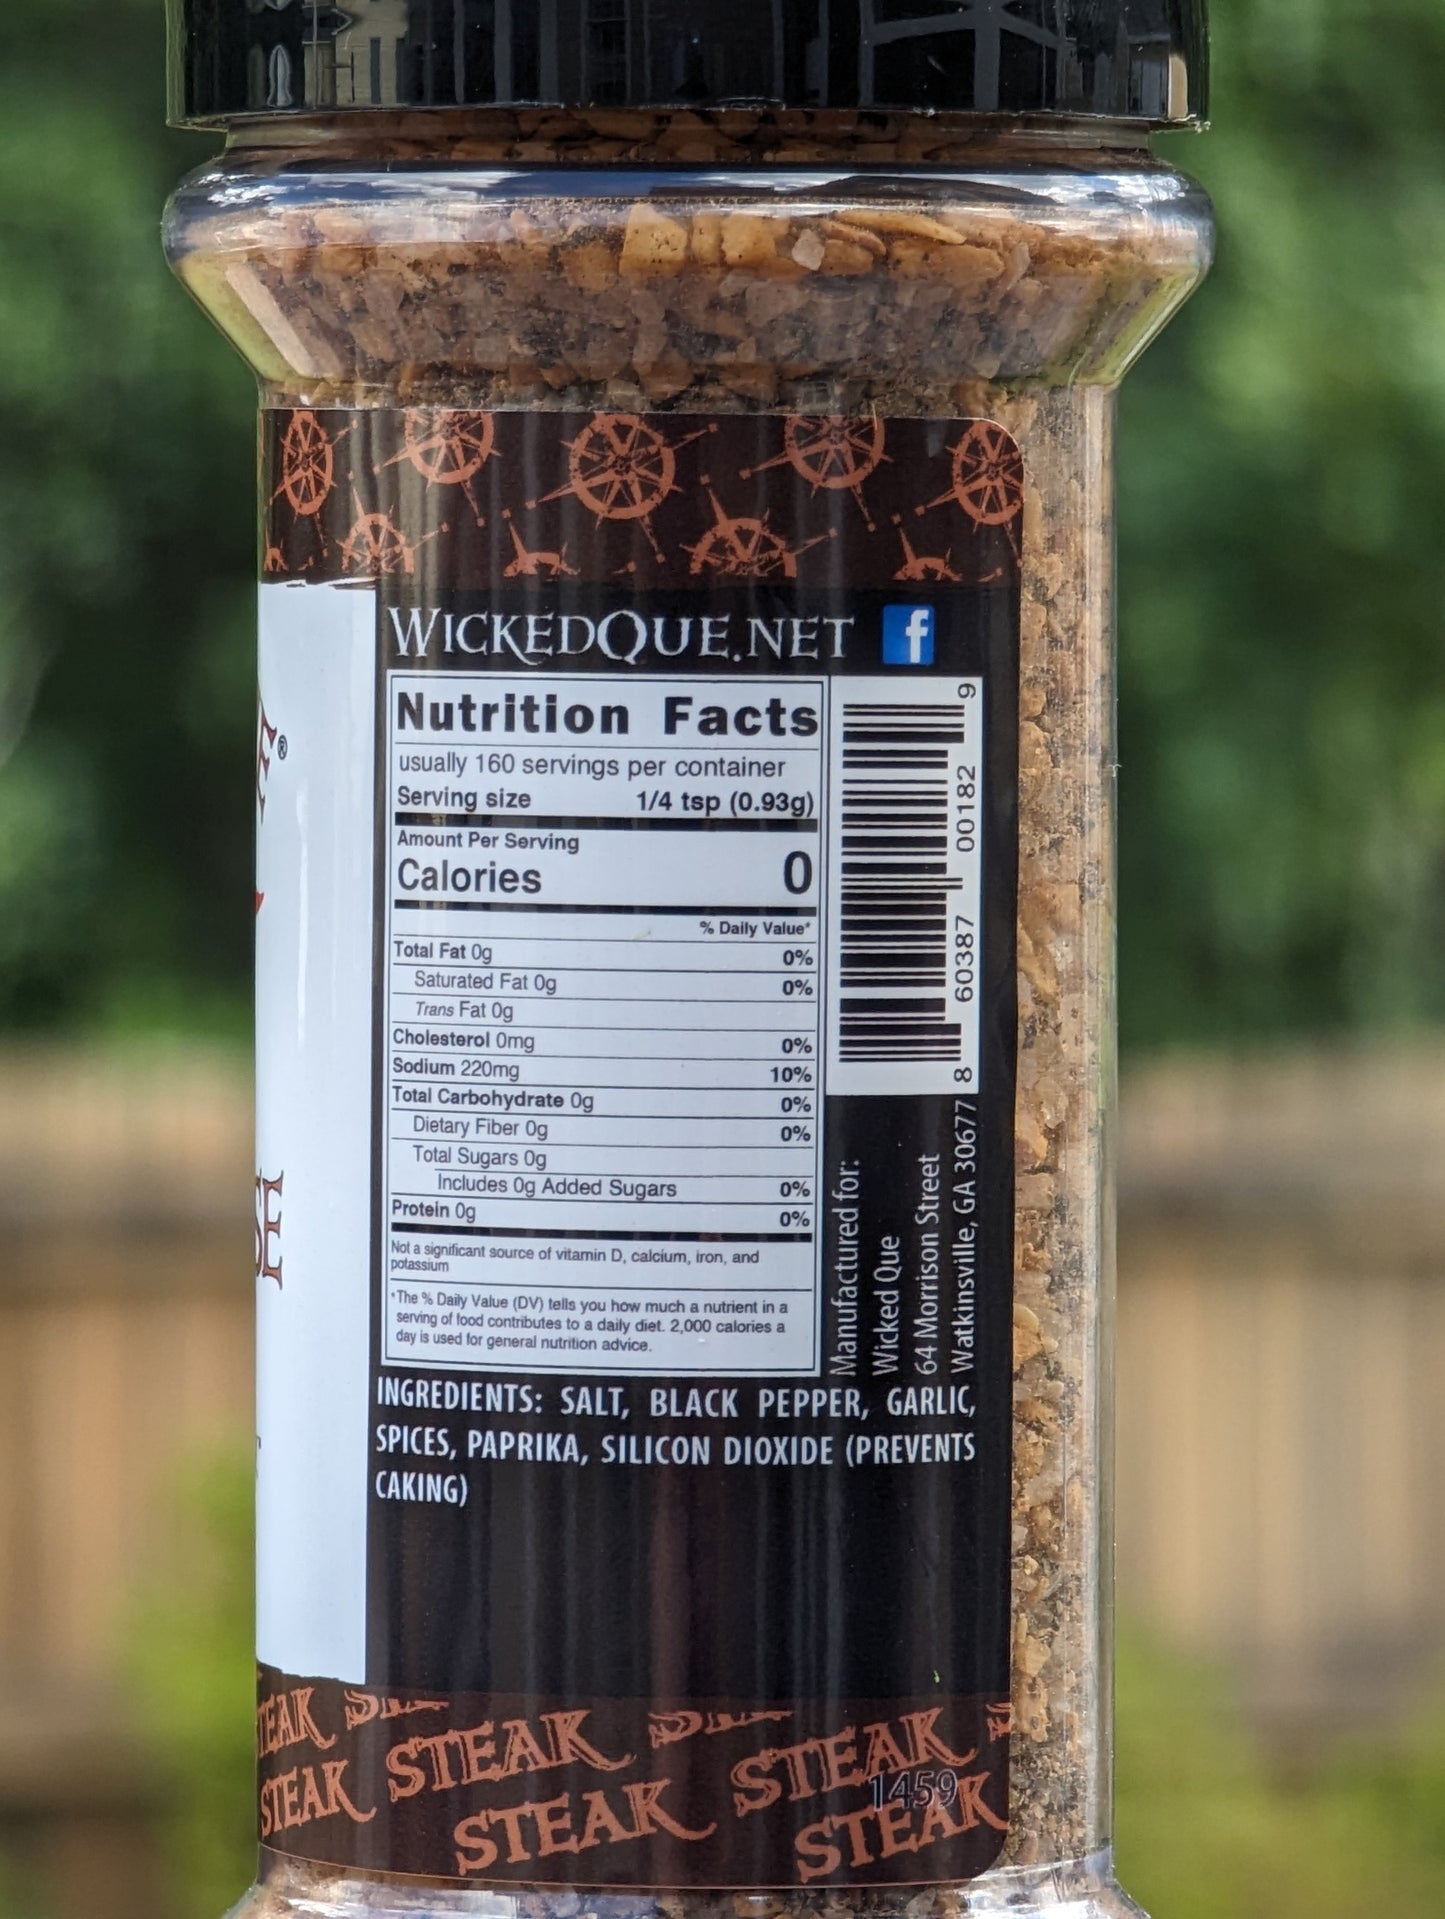 WICKEDQUE.NET f
Nutrition Facts
usually 160 servings per container
Serving size 1/4 tsp (0.93g)
Amount Per Serving
Calories 0
% Daily Value*
Total Fat 0g 0%
Saturated Fat 0g 0%
Trans Fat 0g
Cholesterol 0mg 0%
Sodium 220mg 10%
Total Carbohydrate 0g 0%
Dietary Fiber 0g 0%
Total Sugars 0g
Includes 0g Added Sugars 0%
Protein 0g 0%
Not a significant source of vitamin D, calcium, iron, and
potassium
*The % Daily Value (DV) tells you how much a nutrient in a
serving of food contributes to a daily diet. 2,000 calories a
day is used for general nutrition advice.
8 60387 00182 9
Manufactured for:
Wicked Que
64 Morrison Street
Watkinsville, GA 30677
INGREDIENTS: SALT, BLACK PEPPER, GARLIC,
SPICES, PAPRIKA, SILICON DIOXIDE (PREVENTS
CAKING)
STEAK STEAK
STEAK STEAK STEAK
1459